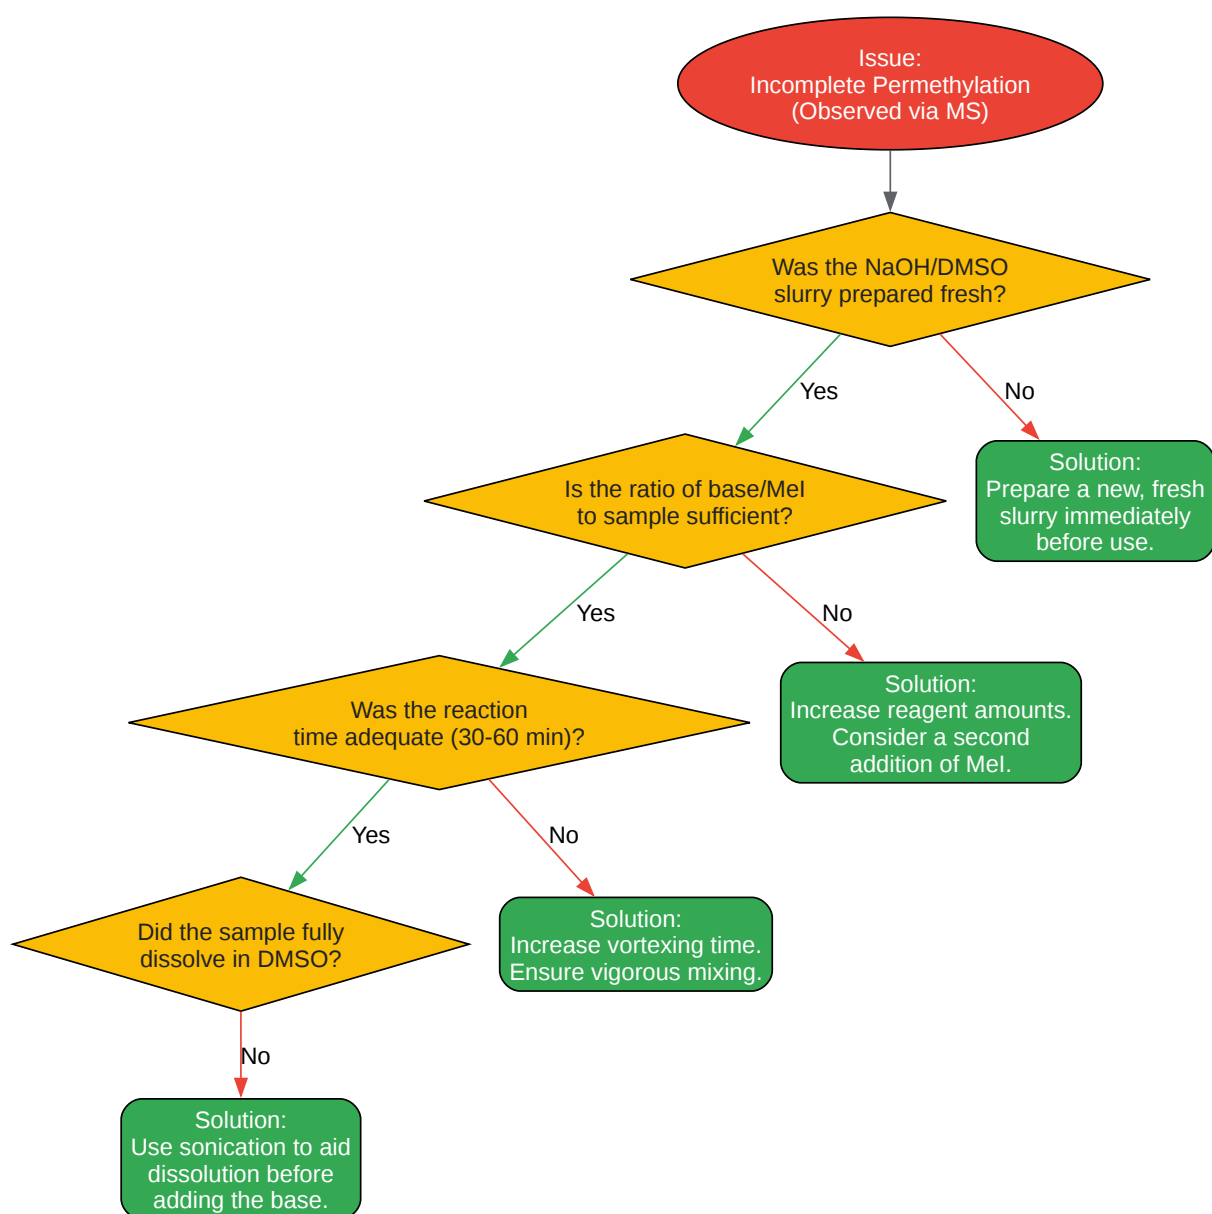 Issue:
Incomplete Permethylation
(Observed via MS)
Was the NaOH/DMSO
slurry prepared fresh?
Yes
No
Is the ratio of base/MeI
to sample sufficient?
Solution:
Prepare a new, fresh
slurry immediately
before use.
Yes
No
Was the reaction
time adequate (30-60 min)?
Solution:
Increase reagent amounts.
Consider a second
addition of MeI.
Yes
No
Did the sample fully
dissolve in DMSO?
Solution:
Increase vortexing time.
Ensure vigorous mixing.
No
Solution:
Use sonication to aid
dissolution before
adding the base.